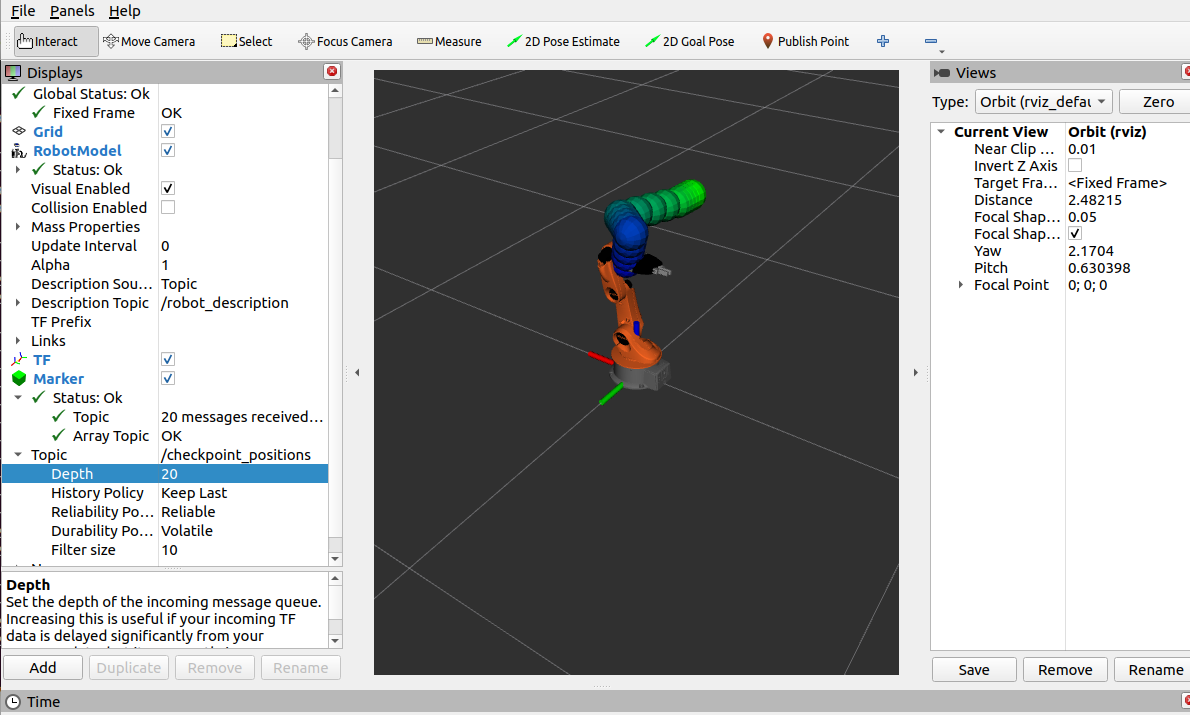 File Panels Help
Interact Move Camera Select Focus Camera Measure 2D Pose Estimate 2D Goal Pose Publish Point
Displays
Global Status: Ok
Fixed Frame OK
Grid
RobotModel
Status: Ok
Visual Enabled
Collision Enabled
Mass Properties
Update Interval 0
Alpha 1
Description Sou... Topic
Description Topic /robot_description
TF Prefix
Links
TF
Marker
Status: Ok
Topic 20 messages received...
Array Topic OK
Topic /checkpoint_positions
Depth 20
History Policy Keep Last
Reliability Po... Reliable
Durability Po... Volatile
Filter size 10
Depth
Set the depth of the incoming message queue.
Increasing this is useful if your incoming TF
data is delayed significantly from your
Add Duplicate Remove Rename
Views
Type: Orbit (rviz_defau Zero
Current View Orbit (rviz)
Near Clip ... 0.01
Invert Z Axis
Target Fra... <Fixed Frame>
Distance 2.48215
Focal Shap... 0.05
Focal Shap...
Yaw 2.1704
Pitch 0.630398
Focal Point 0; 0; 0
Save Remove Rename
Time